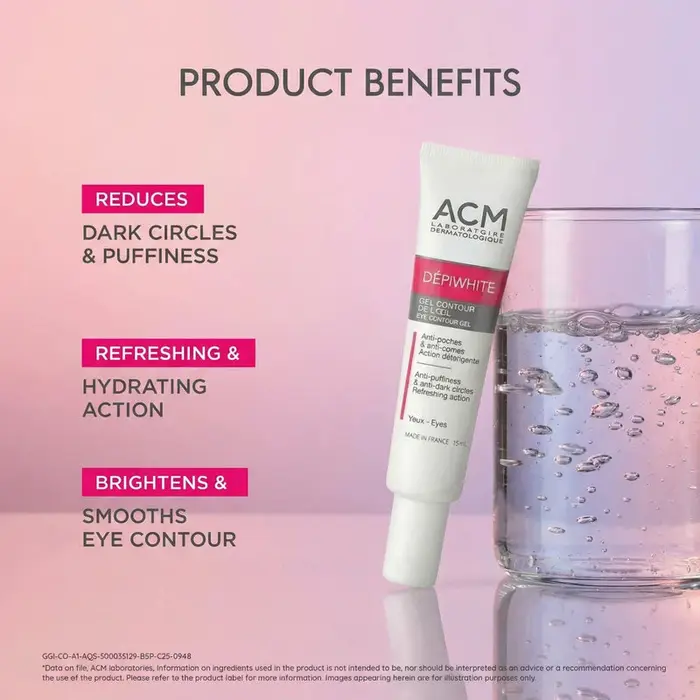 PRODUCT BENEFITS
REDUCES
DARK CIRCLES
& PUFFINESS
REFRESHING &
HYDRATING
ACTION
BRIGHTENS &
SMOOTHS
EYE CONTOUR
ACM
LABORATGIRE
DERMATOLOGIQUE
DÉPIWHITE
GEL CONTOUR
DE L'ŒIL
EYE CONTOUR GEL
Anti-poches
& anti-comes
Action détengente
Anti-puffiness
& anti-dark circles
Refreshing action
Yeux - Eyes
MADE IN FRANCE 15 mL
GGI-CO-A1-AQS-500035129-BSP-C25-0948
*Data on file, ACM laboratories, Information on ingredients used in the product is not intended to be, nor should be interpreted as an advice or a recommendation concerning
the use of the product. Please refer to the product label for more information. Images appearing herein are for illustration purposes only.